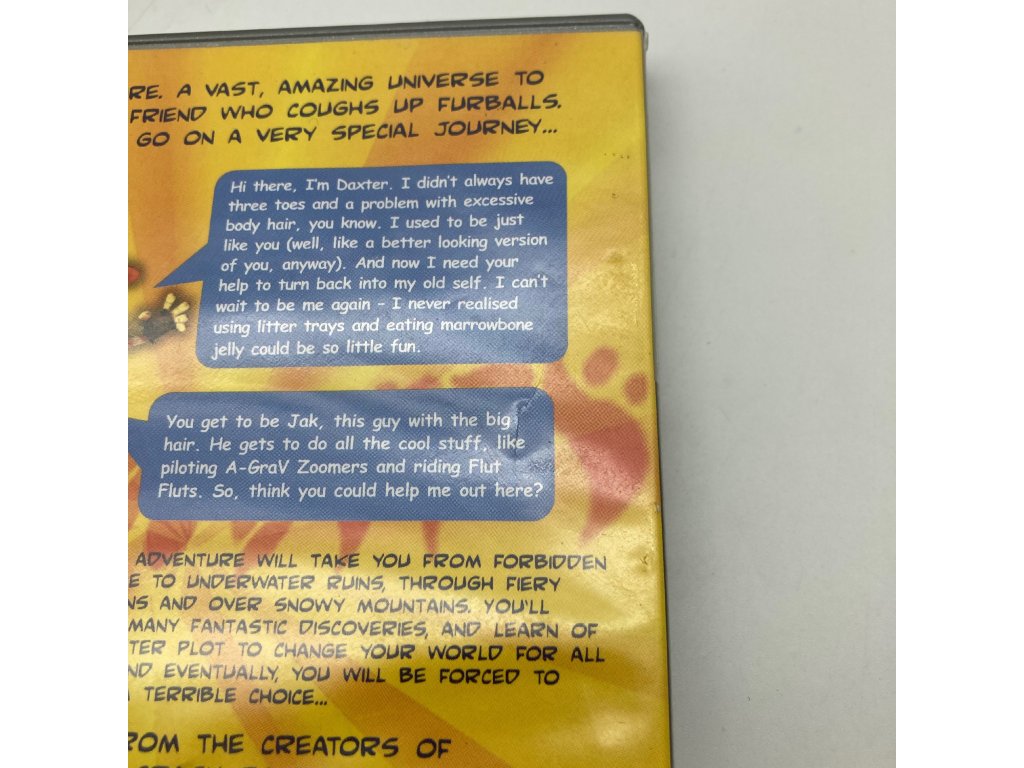 RE. A VAST, AMAZING UNIVERSE TO
FRIEND WHO COUGHS UP FURBALLS.
GO ON A VERY SPECIAL JOURNEY...
Hi there, I'm Daxter. I didn't always have
three toes and a problem with excessive
body hair, you know. I used to be just
like you (well, like a better looking version
of you, anyway). And now I need your
help to turn back into my old self. I can't
wait to be me again - I never realised
using litter trays and eating marrowbone
jelly could be so little fun.
You get to be Jak, this guy with the big
hair. He gets to do all the cool stuff, like
piloting A-GraV Zoomers and riding Flut
Fluts. So, think you could help me out here?
ADVENTURE WILL TAKE YOU FROM FORBIDDEN
E TO UNDERWATER RUINS, THROUGH FIERY
NS AND OVER SNOWY MOUNTAINS. YOU'LL
MANY FANTASTIC DISCOVERIES, AND LEARN OF
TER PLOT TO CHANGE YOUR WORLD FOR ALL
ND EVENTUALLY, YOU WILL BE FORCED TO
TERRIBLE CHOICE...
ROM THE CREATORS OF